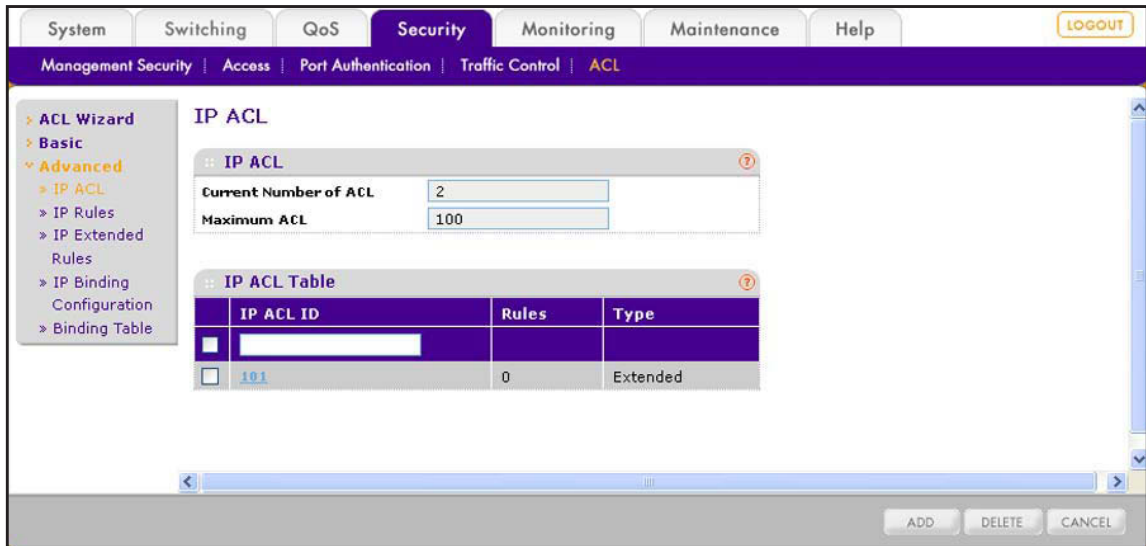 System Switching QoS Security Monitoring Maintenance Help LOGOUT
Management Security | Access | Port Authentication | Traffic Control | ACL
ACL Wizard
Basic
Advanced
» IP ACL
» IP Rules
» IP Extended
Rules
» IP Binding
Configuration
» Binding Table
IP ACL
IP ACL
Current Number of ACL 2
Maximum ACL 100
IP ACL Table
IP ACL ID Rules Type
101 0 Extended
ADD DELETE CANCEL